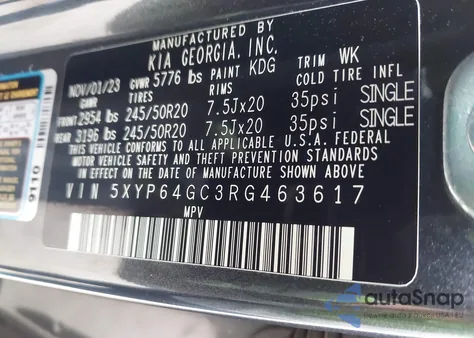 MANUFACTURED BY
KIA GEORGIA, INC.
NOV/01/23 GVWR 5776 lbs PAINT KDG TRIM WK
GAWR TIRES RIMS COLD TIRE INFL
FRONT 2954 lbs 245/50R20 7.5Jx20 35psi SINGLE
REAR 3196 lbs 245/50R20 7.5Jx20 35psi SINGLE
THIS VEHICLE CONFORMS TO ALL APPLICABLE U.S.A. FEDERAL
MOTOR VEHICLE SAFETY AND THEFT PREVENTION STANDARDS
IN EFFECT ON THE DATE OF MANUFACTURE SHOWN ABOVE
VIN 5XYP64GC3RG463617
MPV
9110
autoSnap